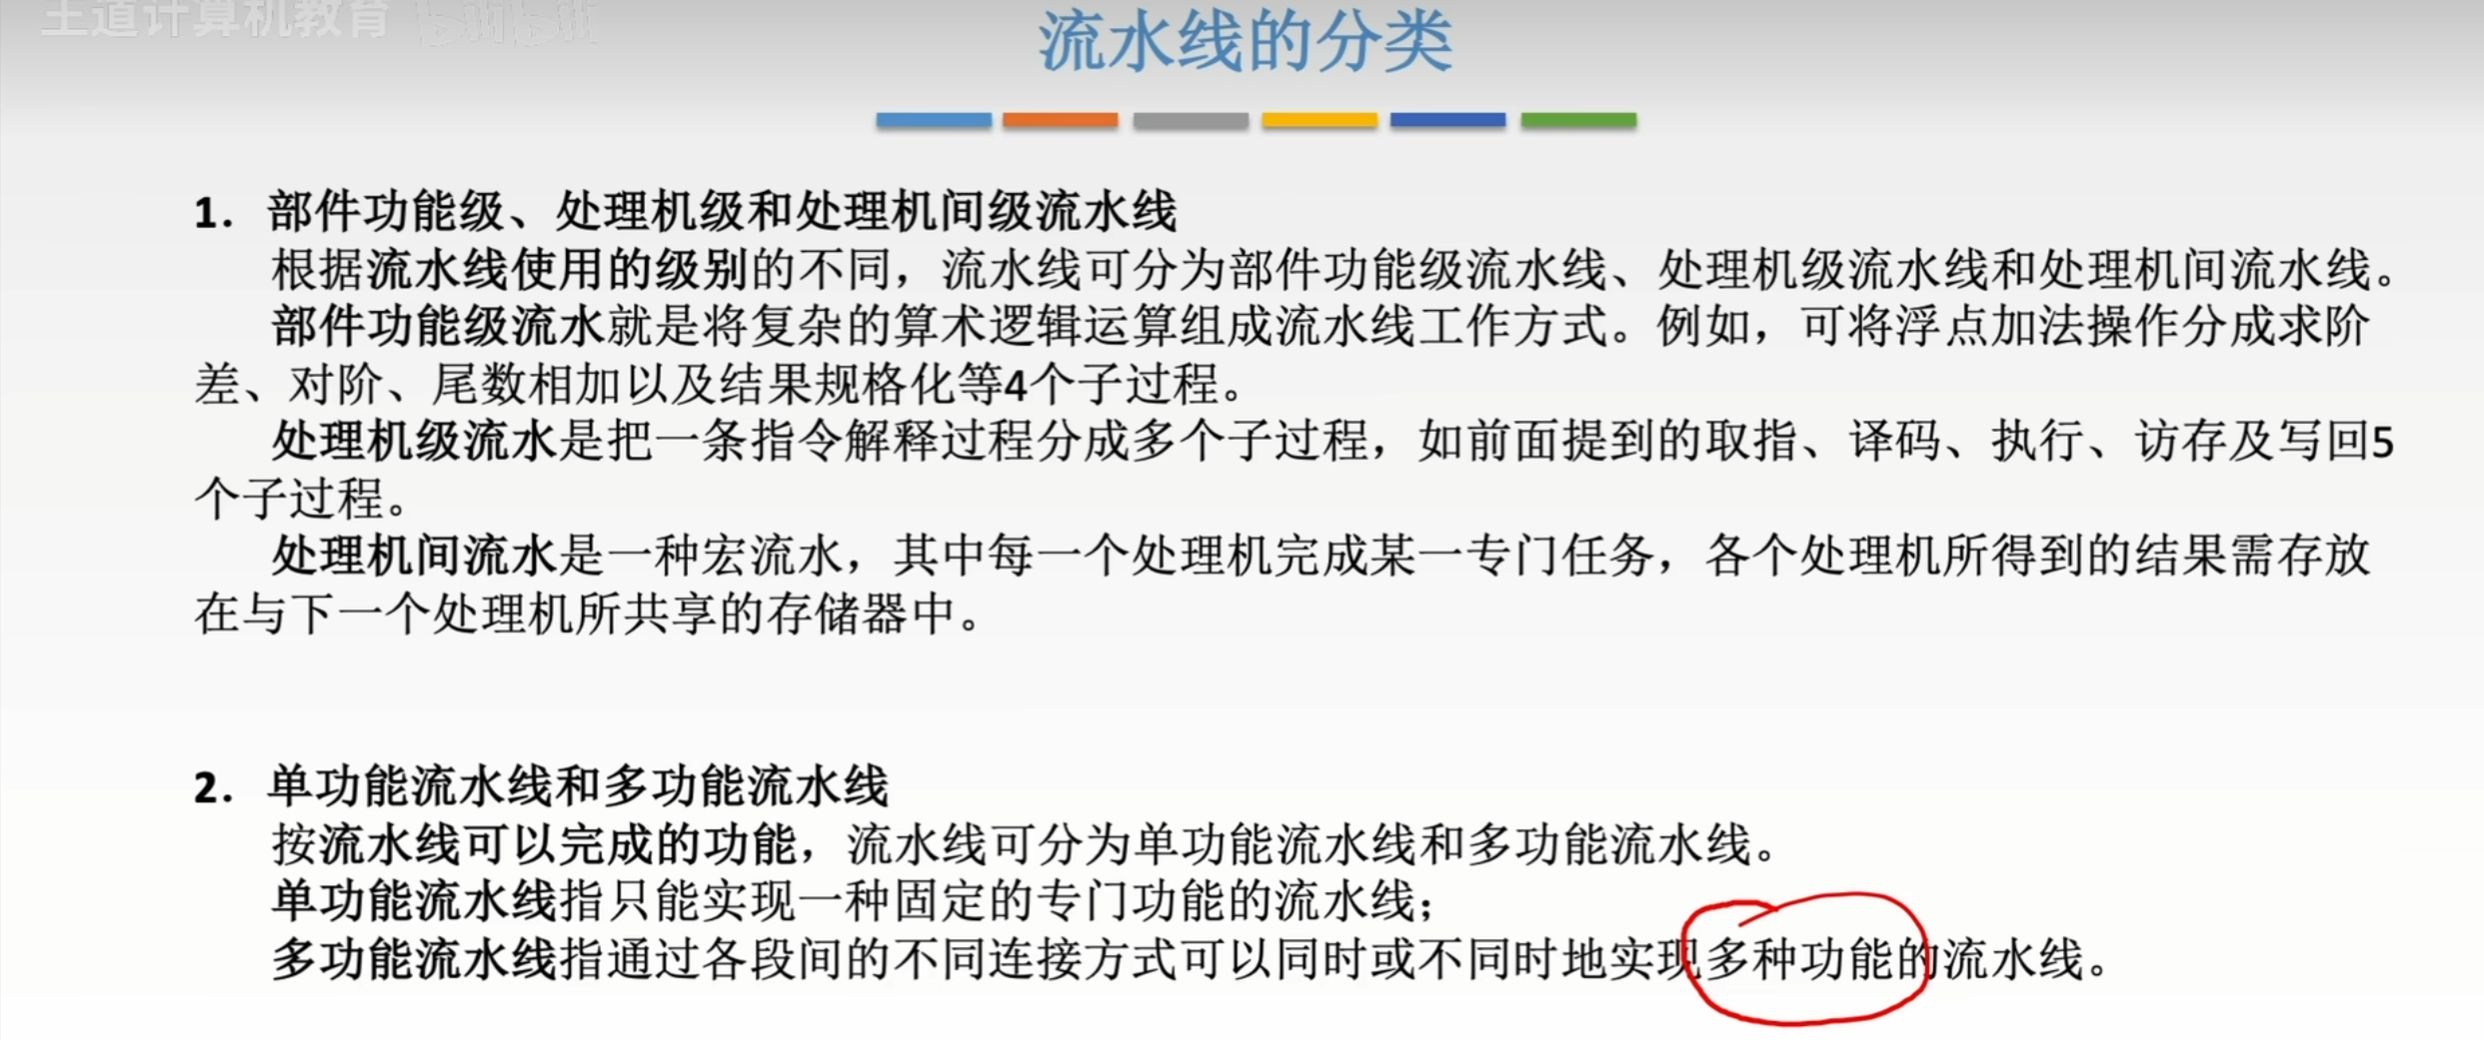 王道计算机教育 bilibili
流水线的分类
1. 部件功能级、处理机级和处理机间级流水线
根据流水线使用的级别的不同，流水线可分为部件功能级流水线、处理机级流水线和处理机间流水线。
部件功能级流水就是将复杂的算术逻辑运算组成流水线工作方式。例如，可将浮点加法操作分成求阶
差、对阶、尾数相加以及结果规格化等4个子过程。
处理机级流水是把一条指令解释过程分成多个子过程，如前面提到的取指、译码、执行、访存及写回5
个子过程。
处理机间流水是一种宏流水，其中每一个处理机完成某一专门任务，各个处理机所得到的结果需存放
在与下一个处理机所共享的存储器中。
2. 单功能流水线和多功能流水线
按流水线可以完成的功能，流水线可分为单功能流水线和多功能流水线。
单功能流水线指只能实现一种固定的专门功能的流水线；
多功能流水线指通过各段间的不同连接方式可以同时或不同时地实现多种功能的流水线。